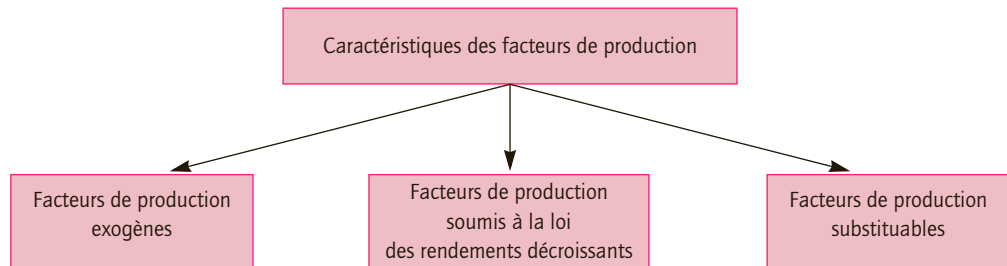 Caractéristiques des facteurs de production
Facteurs de production
exogènes
Facteurs de production
soumis à la loi
des rendements décroissants
Facteurs de production
substituables